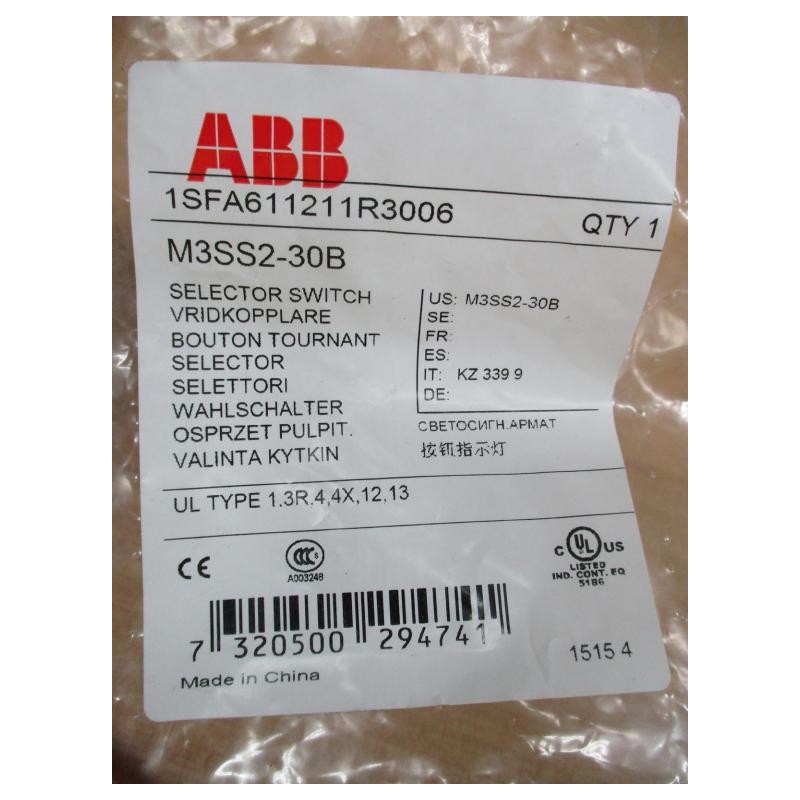 ABB
1SFA611211R3006
QTY 1
M3SS2-30B
SELECTOR SWITCH
VRIDKOPPLARE
BOUTON TOURNANT
SELECTOR
SELETTORI
WAHLSCHALTER
OSPRZET PULPIT.
VALINTA KYTKIN
US: M3SS2-30B
SE:
FR:
ES:
IT: KZ 339 9
DE:
СВЕТОСИГН.АРМАТ
按钮指示灯
UL TYPE 1.3R,4,4X,12,13
CE
CCC S
A003248
C UL US
LISTED
IND. CONT. EQ
51B6
7 320500 294741
1515 4
Made in China